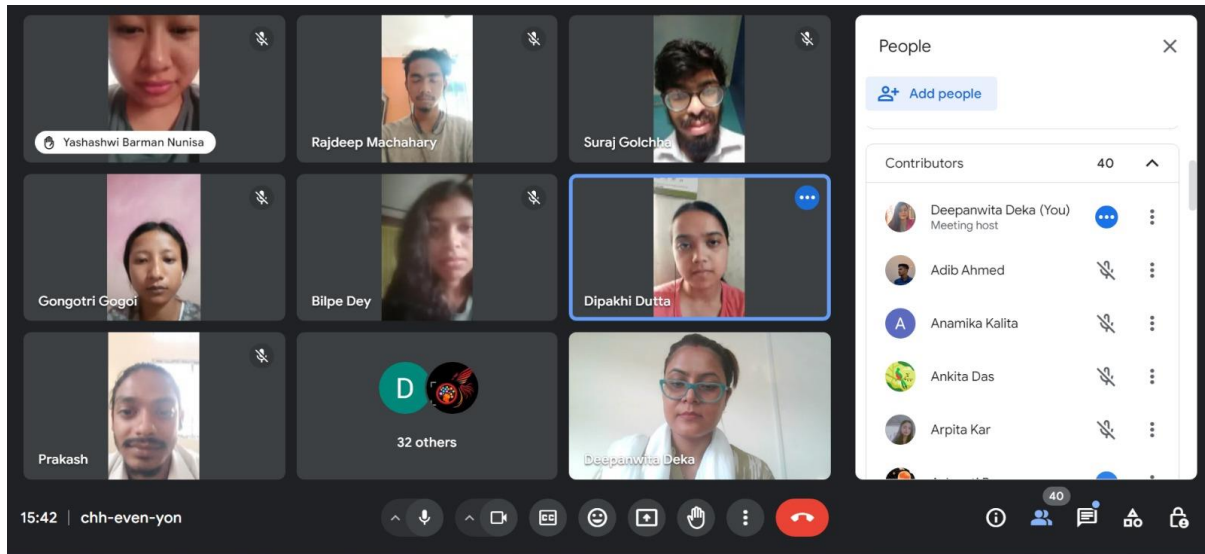 Yashashwi Barman Nunisa
Rajdeep Machahary
Suraj Golchha
Gongotri Gogoi
Bilpe Dey
Dipakhi Dutta
Prakash
D
32 others
Deepanwita Deka
People
Add people
Contributors 40
Deepanwita Deka (You)
Meeting host
Adib Ahmed
A Anamika Kalita
Ankita Das
Arpita Kar
15:42 | chh-even-yon
CC
40